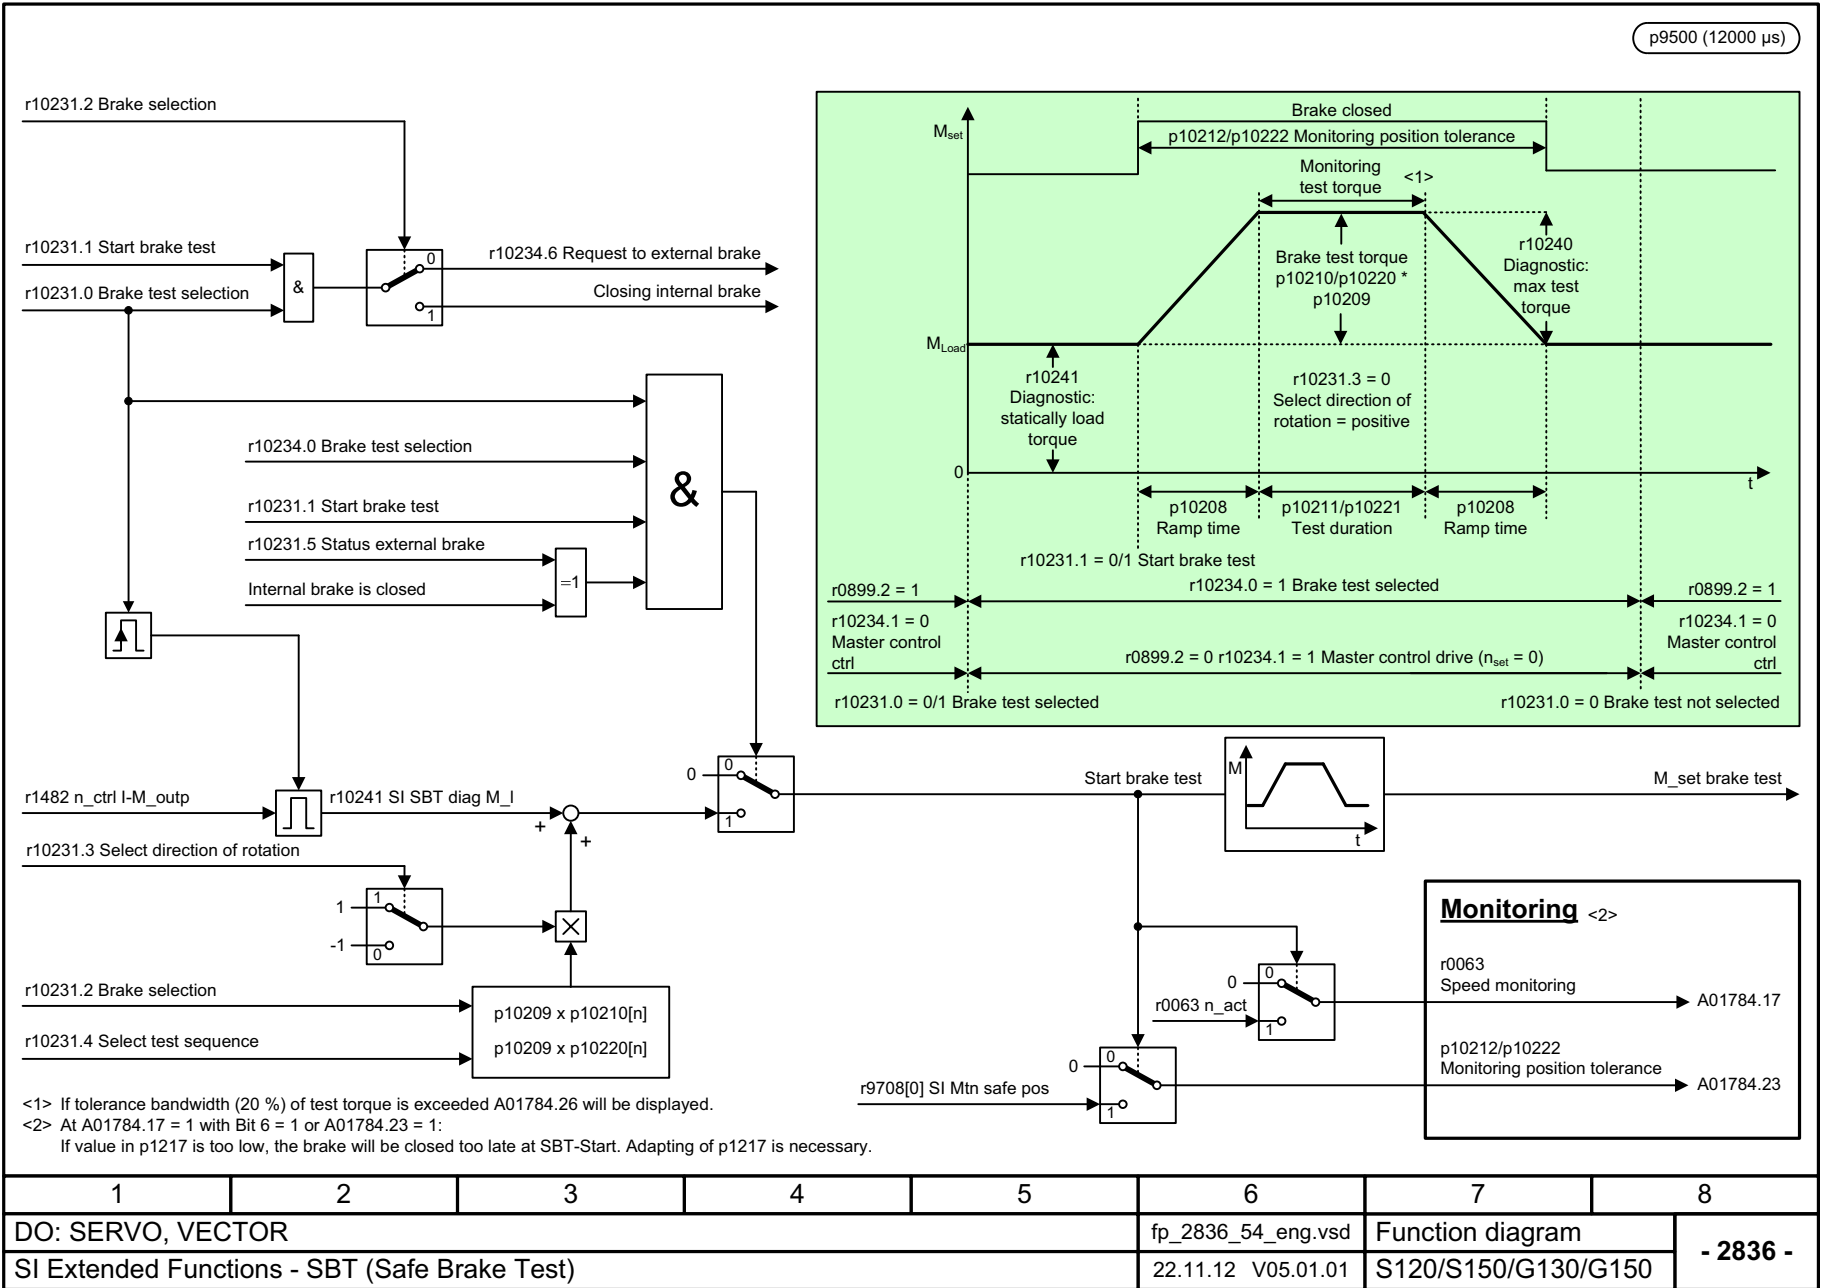 p9500 (12000 µs)
r10231.2 Brake selection
r10231.1 Start brake test
r10231.0 Brake test selection
&
0
1
r10234.6 Request to external brake
Closing internal brake
r10234.0 Brake test selection
r10231.1 Start brake test
r10231.5 Status external brake
Internal brake is closed
=1
&
r1482 n_ctrl I-M_outp
r10241 SI SBT diag M_I
+
+
r10231.3 Select direction of rotation
1
-1
1
0
r10231.2 Brake selection
r10231.4 Select test sequence
p10209 x p10210[n]
p10209 x p10220[n]
0
0
1
Mset
Brake closed
p10212/p10222 Monitoring position tolerance
Monitoring
test torque
<1>
Brake test torque
p10210/p10220 *
p10209
r10240
Diagnostic:
max test
torque
MLoad
r10241
Diagnostic:
statically load
torque
r10231.3 = 0
Select direction of
rotation = positive
0
t
p10208
Ramp time
p10211/p10221
Test duration
p10208
Ramp time
r10231.1 = 0/1 Start brake test
r0899.2 = 1
r10234.0 = 1 Brake test selected
r0899.2 = 1
r10234.1 = 0
Master control
ctrl
r0899.2 = 0 r10234.1 = 1 Master control drive (nset = 0)
r10234.1 = 0
Master control
ctrl
r10231.0 = 0/1 Brake test selected
r10231.0 = 0 Brake test not selected
Start brake test
M
t
M_set brake test
0
0
1
r0063 n_act
0
0
1
r9708[0] SI Mtn safe pos
Monitoring <2>
r0063
Speed monitoring
A01784.17
p10212/p10222
Monitoring position tolerance
A01784.23
<1> If tolerance bandwidth (20 %) of test torque is exceeded A01784.26 will be displayed.
<2> At A01784.17 = 1 with Bit 6 = 1 or A01784.23 = 1:
If value in p1217 is too low, the brake will be closed too late at SBT-Start. Adapting of p1217 is necessary.
1 2 3 4 5 6 7 8
DO: SERVO, VECTOR
fp_2836_54_eng.vsd
Function diagram
- 2836 -
SI Extended Functions - SBT (Safe Brake Test)
22.11.12 V05.01.01
S120/S150/G130/G150